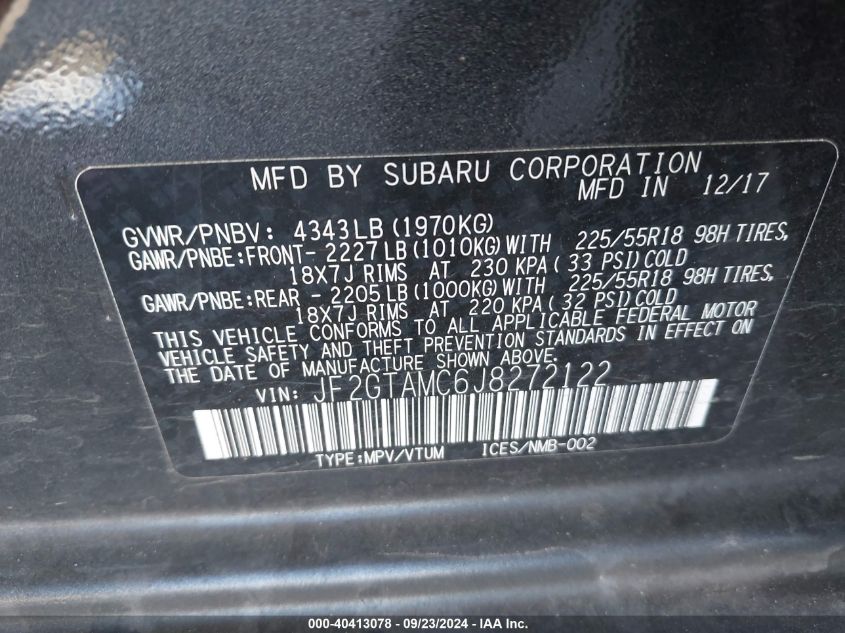 MFD BY SUBARU CORPORATION
MFD IN 12/17
GVWR/PNBV: 4343LB (1970KG)
GAWR/PNBE:FRONT- 2227LB (1010KG) WITH 225/55R18 98H TIRES,
18X7J RIMS AT 230 KPA ( 33 PSI) COLD
GAWR/PNBE:REAR - 2205LB (1000KG) WITH 225/55R18 98H TIRES,
18X7J RIMS AT 220 KPA ( 32 PSI) COLD
THIS VEHICLE CONFORMS TO ALL APPLICABLE FEDERAL MOTOR
VEHICLE SAFETY AND THEFT PREVENTION STANDARDS IN EFFECT ON
THE DATE OF MANUFACTURE SHOWN ABOVE.
VIN: JF2GTAMC6J8272122
TYPE:MPV/VTUM ICES/NMB-002
000-40413078 - 09/23/2024 - IAA Inc.